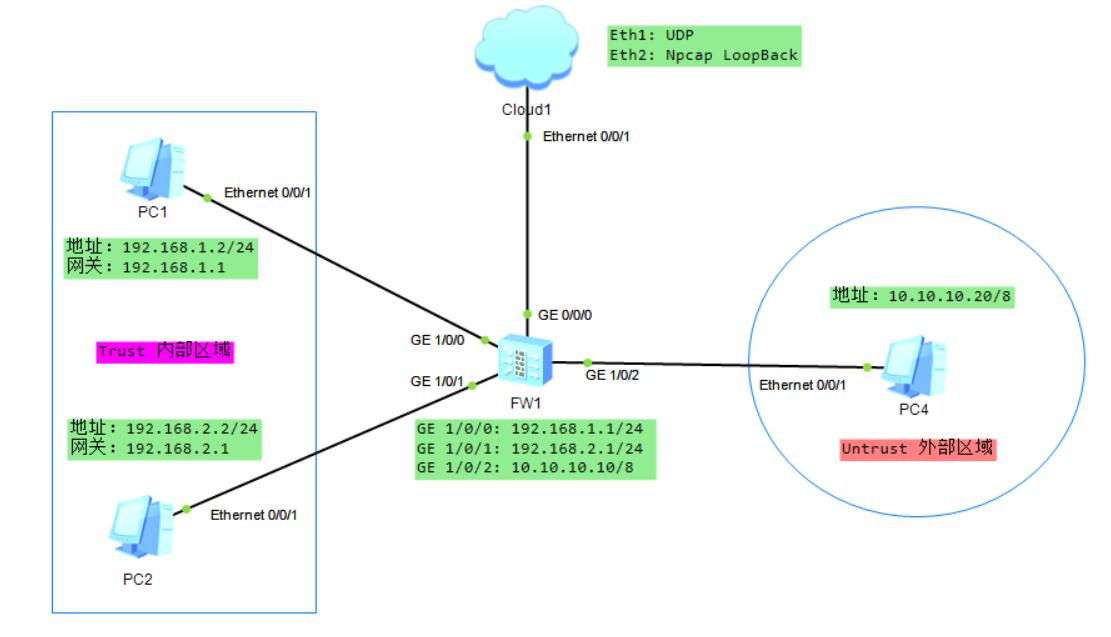 Eth1: UDP
Eth2: Npcap LoopBack
Cloud1
Ethernet 0/0/1
Ethernet 0/0/1
PC1
地址：192.168.1.2/24
网关：192.168.1.1
地址：10.10.10.20/8
GE 0/0/0
GE 1/0/0
Trust 内部区域
GE 1/0/1
GE 1/0/2
Ethernet 0/0/1
FW1
PC4
地址：192.168.2.2/24
网关：192.168.2.1
GE 1/0/0: 192.168.1.1/24
GE 1/0/1: 192.168.2.1/24
GE 1/0/2: 10.10.10.10/8
Untrust 外部区域
Ethernet 0/0/1
PC2